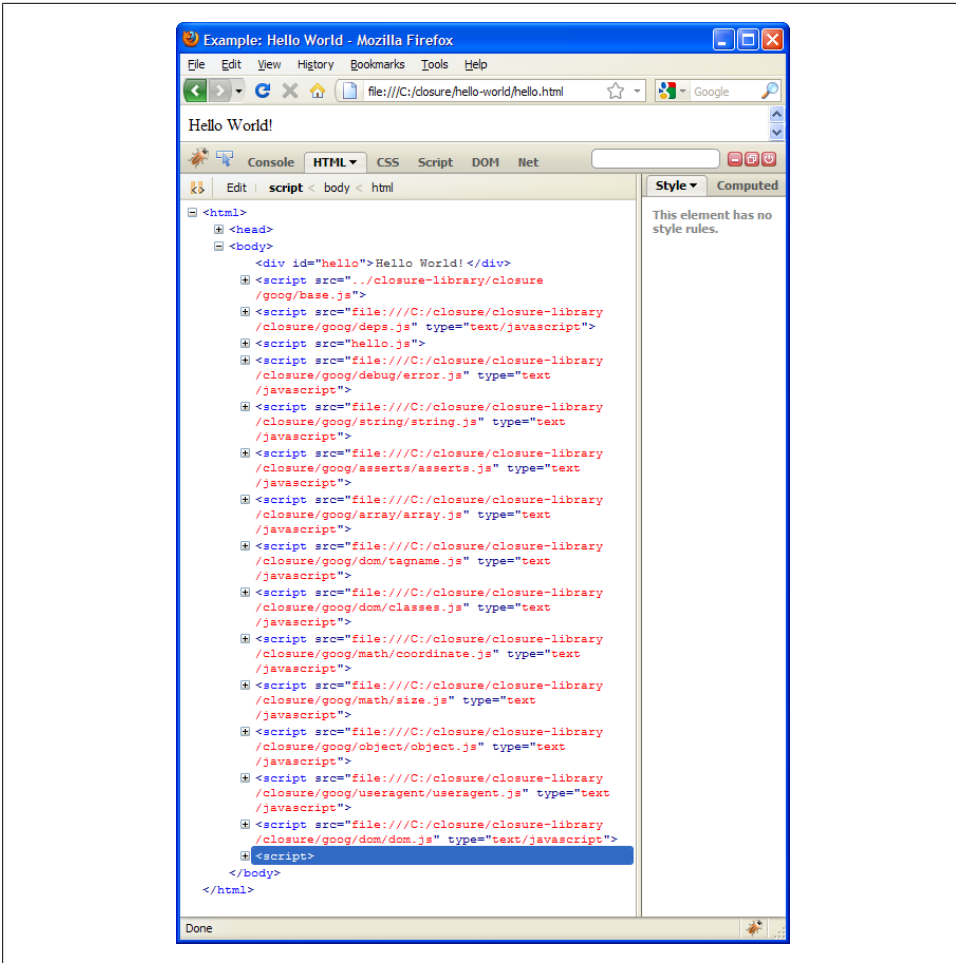 Example: Hello World - Mozilla Firefox
File Edit View History Bookmarks Tools Help
file:///C:/closure/hello-world/hello.html
Google
Hello World!
Console HTML CSS Script DOM Net
Edit script < body < html
Style Computed
This element has no
style rules.
<html>
<head>
<body>
<div id="hello">Hello World!</div>
<script src="../closure-library/closure
/goog/base.js">
<script src="file:///C:/closure/closure-library
/closure/goog/deps.js" type="text/javascript">
<script src="hello.js">
<script src="file:///C:/closure/closure-library
/closure/goog/debug/error.js" type="text
/javascript">
<script src="file:///C:/closure/closure-library
/closure/goog/string/string.js" type="text
/javascript">
<script src="file:///C:/closure/closure-library
/closure/goog/asserts/asserts.js" type="text
/javascript">
<script src="file:///C:/closure/closure-library
/closure/goog/array/array.js" type="text
/javascript">
<script src="file:///C:/closure/closure-library
/closure/goog/dom/tagname.js" type="text
/javascript">
<script src="file:///C:/closure/closure-library
/closure/goog/dom/classes.js" type="text
/javascript">
<script src="file:///C:/closure/closure-library
/closure/goog/math/coordinate.js" type="text
/javascript">
<script src="file:///C:/closure/closure-library
/closure/goog/math/size.js" type="text
/javascript">
<script src="file:///C:/closure/closure-library
/closure/goog/object/object.js" type="text
/javascript">
<script src="file:///C:/closure/closure-library
/closure/goog/useragent/useragent.js" type="text
/javascript">
<script src="file:///C:/closure/closure-library
/closure/goog/dom/dom.js" type="text/javascript">
<script>
</body>
</html>
Done